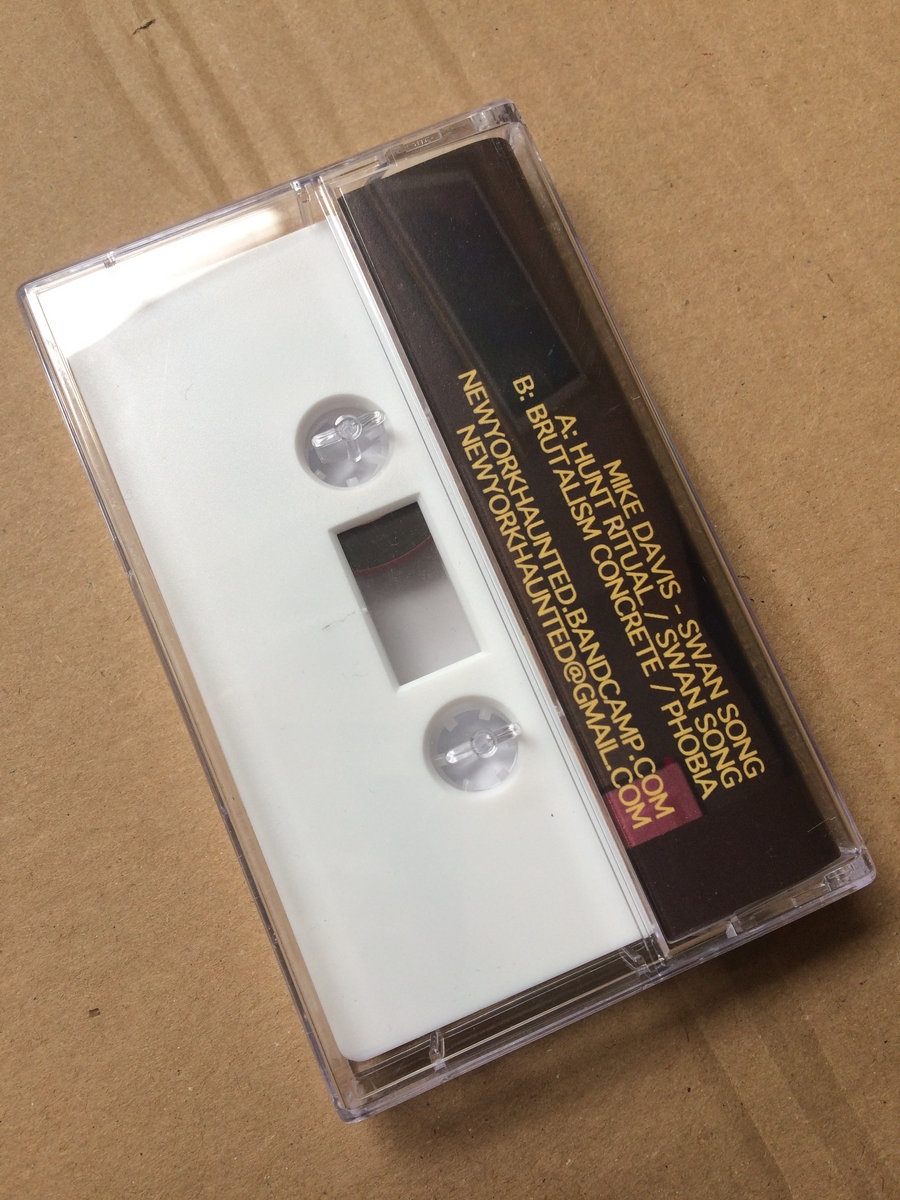 MIKE DAVIS - SWAN SONG
A: HUNT RITUAL / SWAN SONG
B: BRUTALISM CONCRETE / PHOBIA
NEWYORKHAUNTED.BANDCAMP.COM
NEWYORKHAUNTED@GMAIL.COM